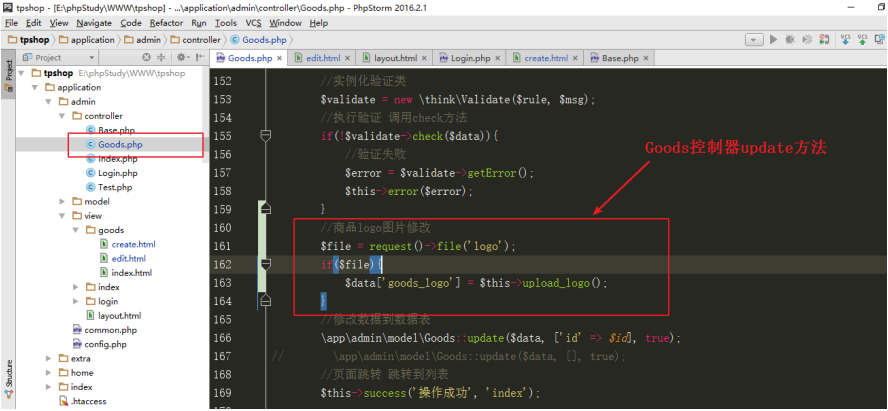 tpshop - [E:\phpStudy\WWW\tpshop] - ...\application\admin\controller\Goods.php - PhpStorm 2016.2.1
File Edit View Navigate Code Refactor Run Tools VCS Window Help
tpshop application admin controller Goods.php
Project
Goods.php × edit.html × layout.html × Login.php × create.html × Base.php ×
Project
Structure
tpshop E:\phpStudy\WWW\tpshop
application
admin
controller
Base.php
Goods.php
Index.php
Login.php
Test.php
model
view
goods
create.html
edit.html
index.html
index
login
layout.html
common.php
config.php
extra
home
index
.htaccess
152 //实例化验证类
153 $validate = new \think\Validate($rule, $msg);
154 //执行验证 调用check方法
155 if(!$validate->check($data)){
156 //验证失败
157 $error = $validate->getError();
158 $this->error($error);
159 }
160 //商品logo图片修改
161 $file = request()->file('logo');
162 if($file){
163 $data['goods_logo'] = $this->upload_logo();
164 }
165 //修改数据到数据表
166 \app\admin\model\Goods::update($data, ['id' => $id], true);
167 // \app\admin\model\Goods::update($data, [], true);
168 //页面跳转 跳转到列表
169 $this->success('操作成功', 'index');
Goods控制器update方法